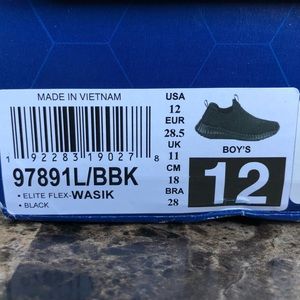 MADE IN VIETNAM
1 92283 19027 8
97891L/BBK
• ELITE FLEX-WASIK
• BLACK
USA
12
EUR
28.5
UK
11
CM
18
BRA
28
BOY'S
12